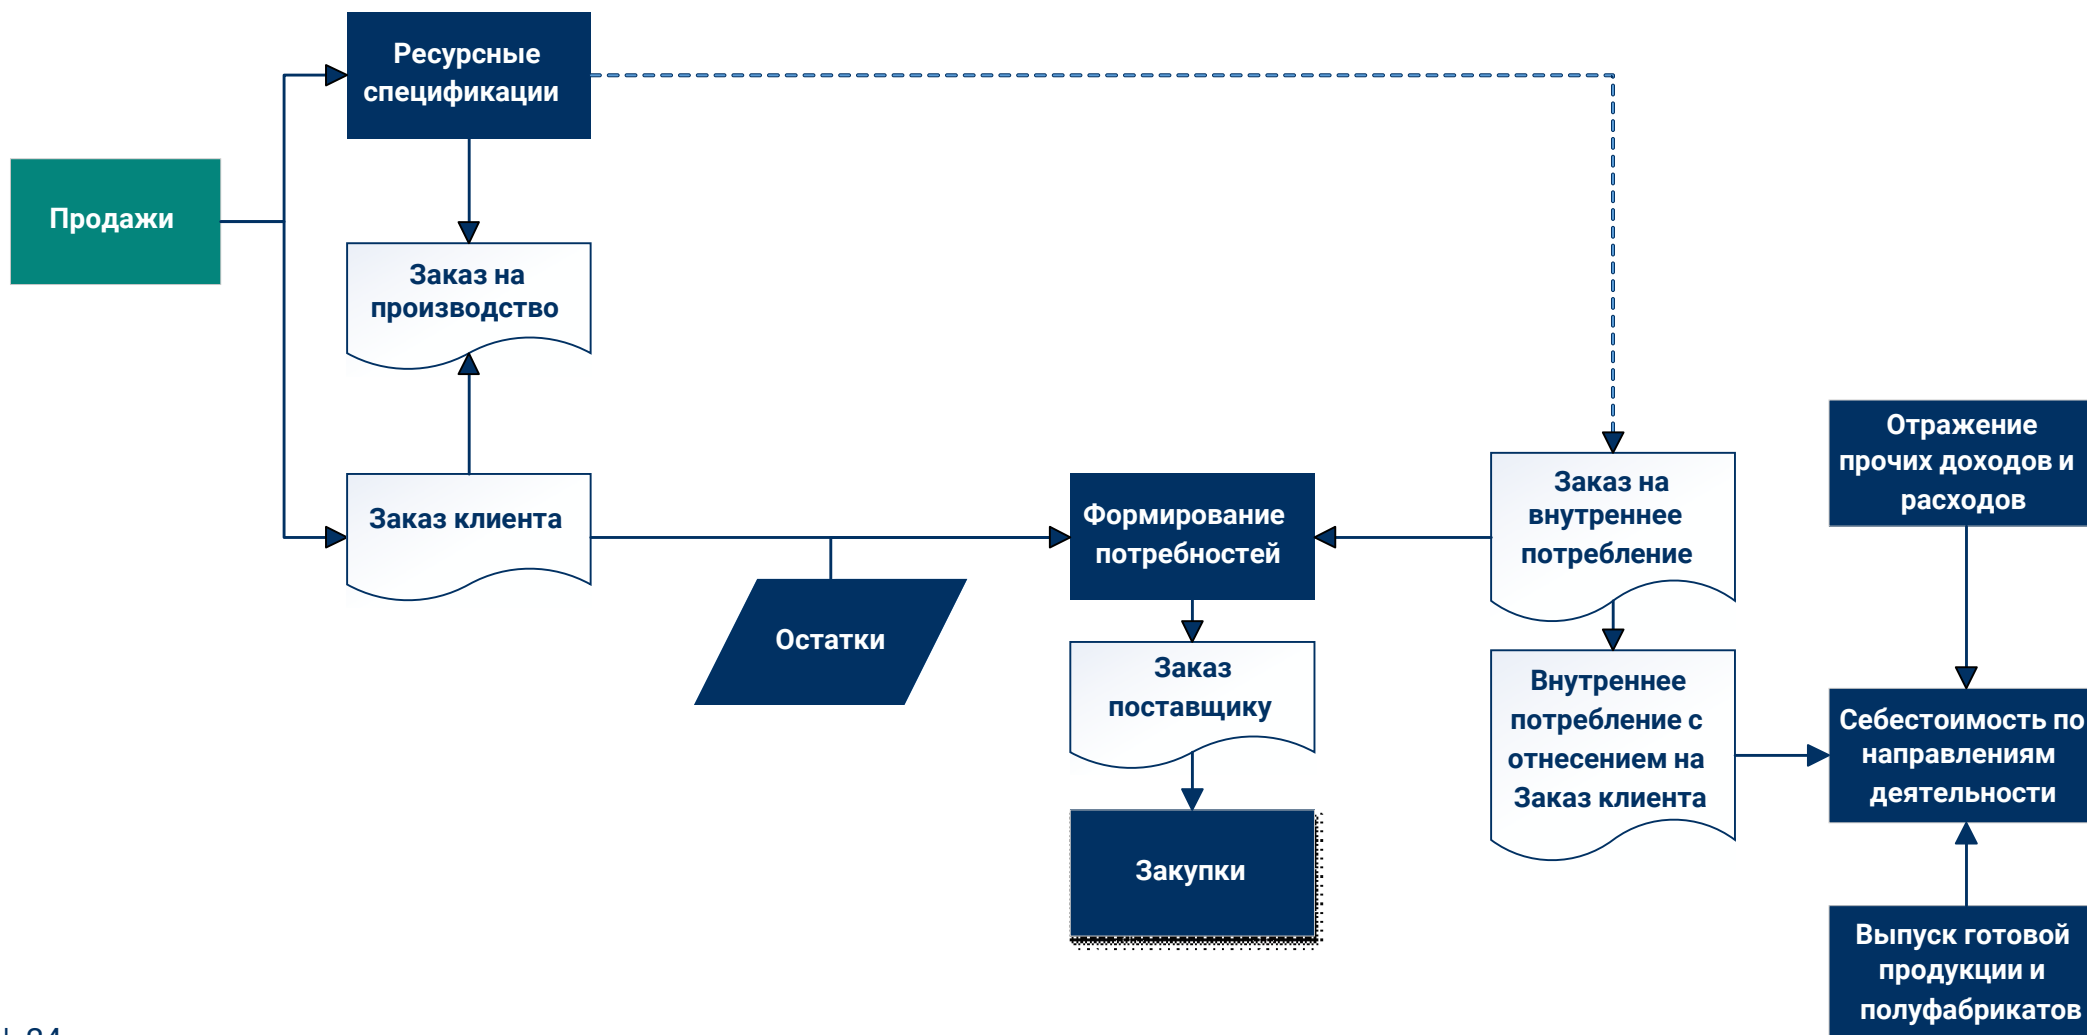 Ресурсные
спецификации
Продажи
Заказ на
производство
Заказ клиента
Остатки
Формирование
потребностей
Заказ
поставщику
Закупки
Заказ на
внутреннее
потребление
Внутреннее
потребление с
отнесением на
Заказ клиента
Отражение
прочих доходов и
расходов
Себестоимость по
направлениям
деятельности
Выпуск готовой
продукции и
полуфабрикатов